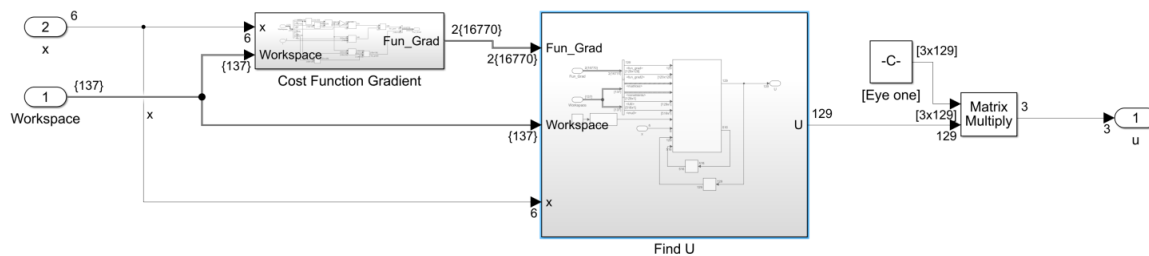 2
x
6
1
Workspace
{137}
x
x
6
Workspace
{137}
Fun_Grad
Cost Function Gradient
2{16770}
2{16770}
Fun_Grad
Workspace
{137}
x
6
U
Find U
129
-C-
[Eye one]
[3x129]
[3x129]
129
Matrix
Multiply
3
3
1
u